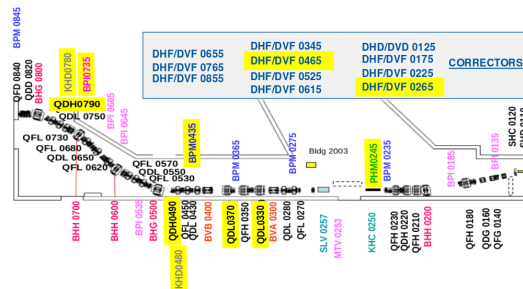 DHF/DVF 0655
DHF/DVF 0765
DHF/DVF 0855
DHF/DVF 0345
DHF/DVF 0465
DHF/DVF 0525
DHF/DVF 0615
DHD/DVD 0125
DHF/DVF 0175
DHF/DVF 0225
DHF/DVF 0265
CORRECTORS
BPM 0845
QFD 0840
QDD 0820
BHG 0800
KHD0780
BPI0735
QDH0790
QDL 0750
BPI 0685
BPI 0645
QFL 0730
QFL 0680
QDL 0650
QFL 0620
QFL 0570
QDL 0550
QFL 0530
BPM0435
BPM 0365
BPM 0275
Bldg 2003
PHM0245
BPM 0235
BPI 0185
BPI 0135
SHC 0120
BHH 0700
BHH 0600
BPI 0535
BHG 0500
QDH0490
KHD0480
QFL 0450
QDL 0430
BVB 0400
QDL0370
QFH 0350
QDL0330
BVA 0300
QDL 0280
QFL 0270
SLV 0257
MTV 0253
KHC 0250
QFH 0230
QDH 0220
QFH 0210
BHH 0200
QFH 0180
QDG 0160
QFG 0140